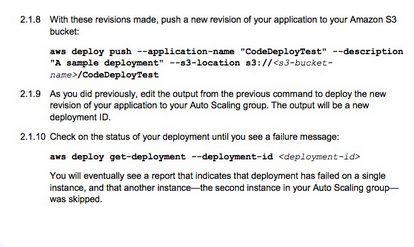 2.1.8 With these revisions made, push a new revision of your application to your Amazon S3
bucket:
aws deploy push --application-name "CodeDeployTest" --description
"A sample deployment" --s3-location s3://<s3-bucket-
name>/CodeDeployTest
2.1.9 As you did previously, edit the output from the previous command to deploy the new
revision of your application to your Auto Scaling group. The output will be a new
deployment ID.
2.1.10 Check on the status of your deployment until you see a failure message:
aws deploy get-deployment --deployment-id <deployment-id>
You will eventually see a report that indicates that deployment has failed on a single
instance, and that another instance—the second instance in your Auto Scaling group—
was skipped.